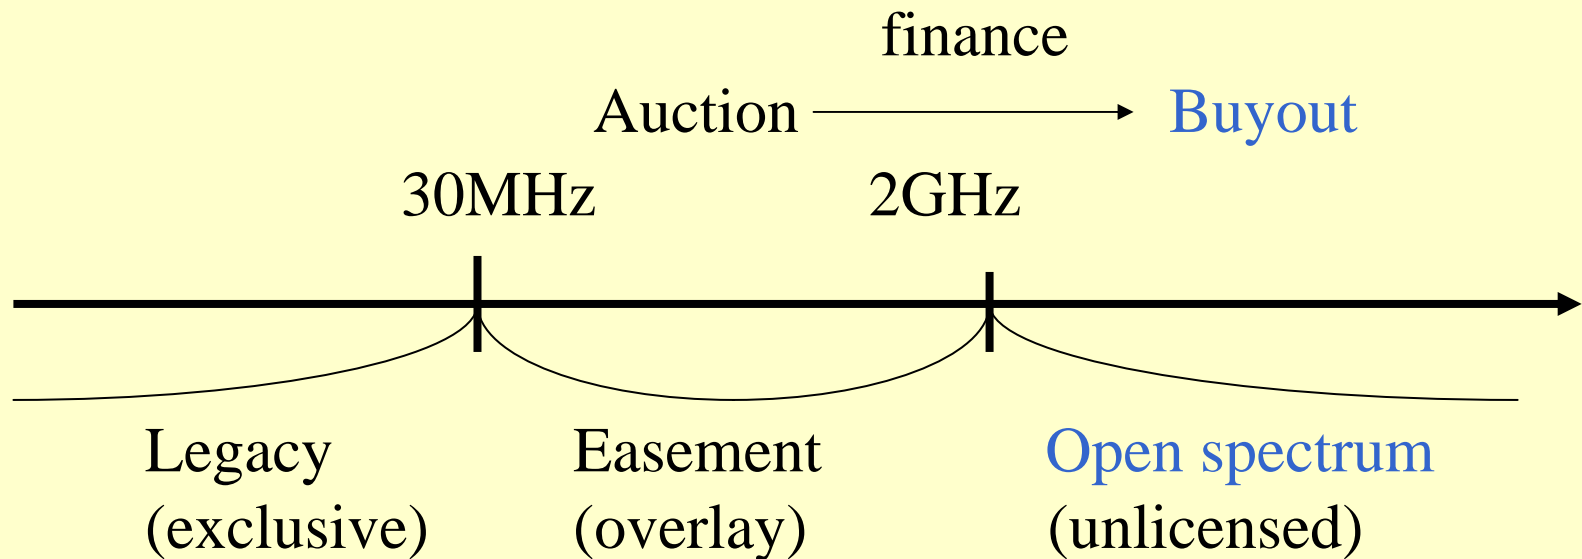 finance
Auction Buyout
30MHz 2GHz
Legacy Easement Open spectrum
(exclusive) (overlay) (unlicensed)